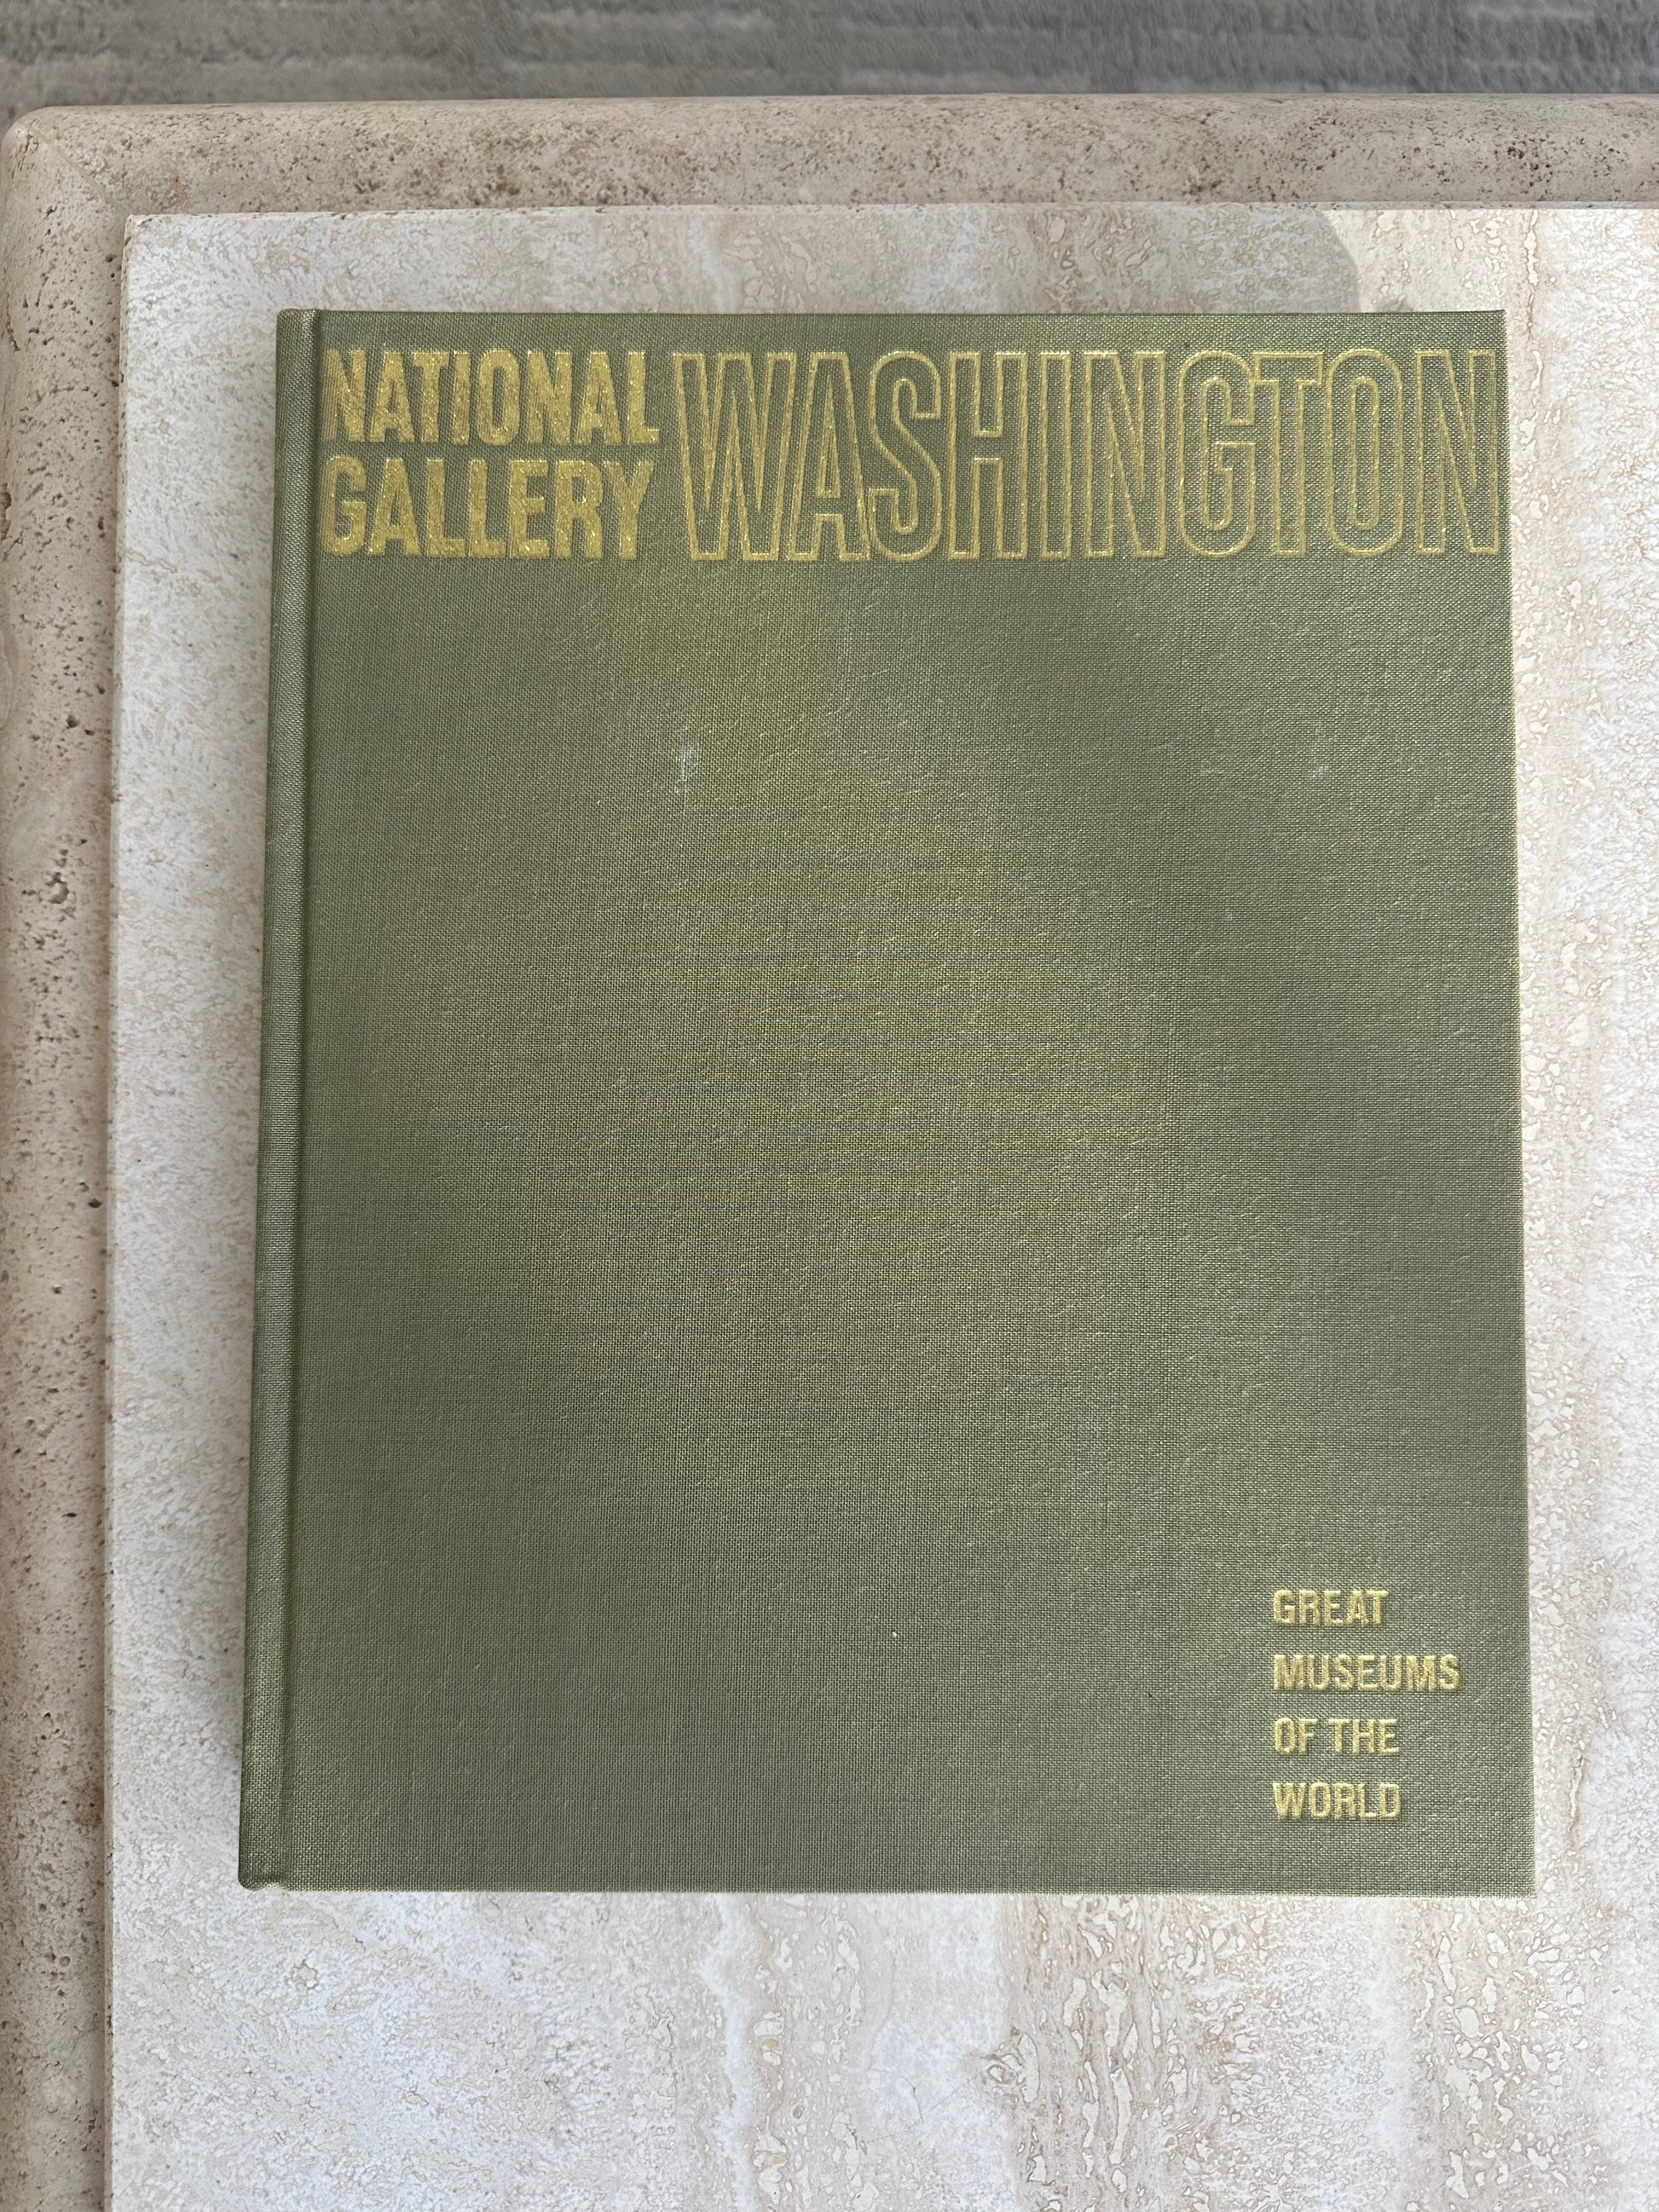 NATIONAL
GALLERY
WASHINGTON
GREAT
MUSEUMS
OF THE
WORLD